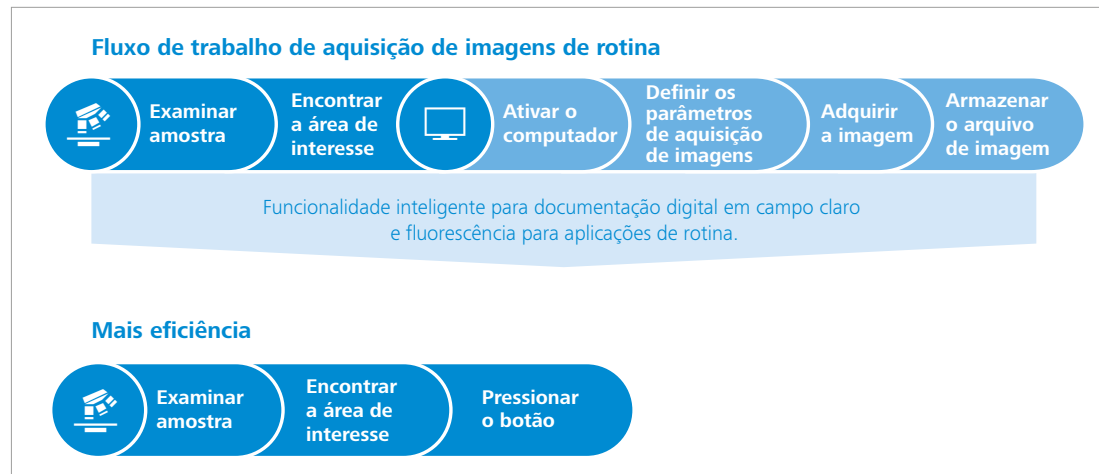 Fluxo de trabalho de aquisição de imagens de rotina
Examinar
amostra
Encontrar
a área de
interesse
Ativar o
computador
Definir os
parâmetros
de aquisição
de imagens
Adquirir
a imagem
Armazenar
o arquivo
de imagem
Funcionalidade inteligente para documentação digital em campo claro
e fluorescência para aplicações de rotina.
Mais eficiência
Examinar
amostra
Encontrar
a área de
interesse
Pressionar
o botão